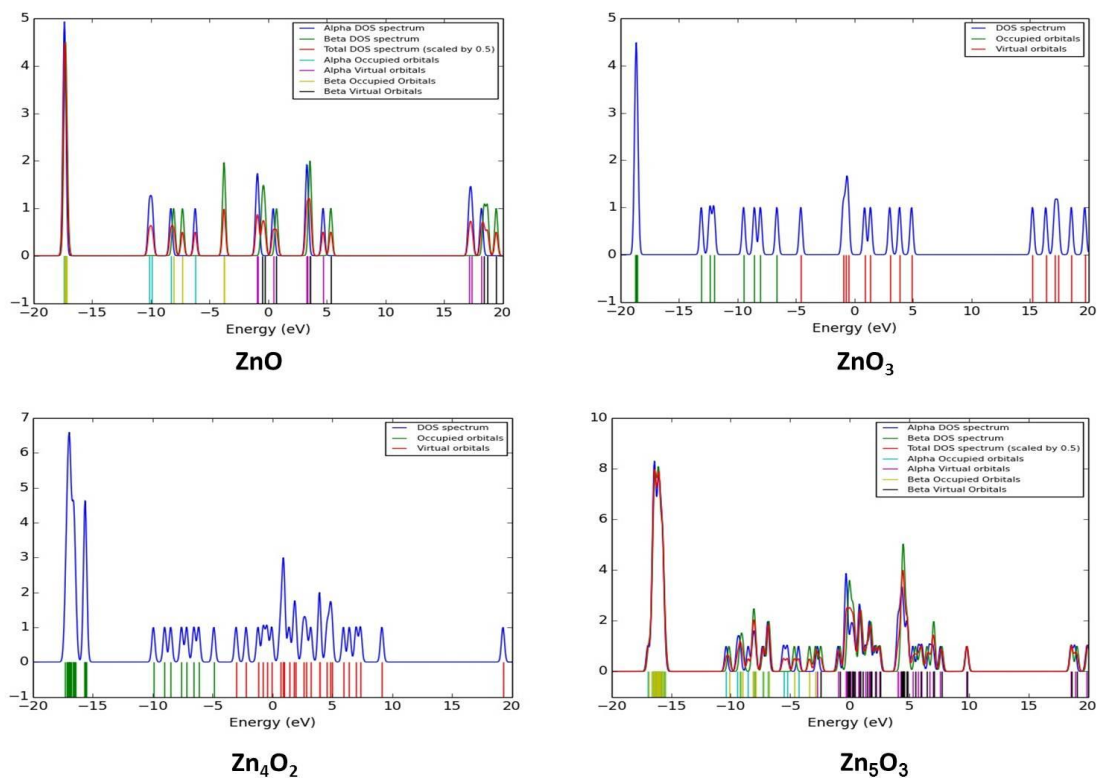 5
4
3
2
1
0
−1
−20 −15 −10 −5 0 5 10 15 20
Energy (eV)
Alpha DOS spectrum
Beta DOS spectrum
Total DOS spectrum (scaled by 0.5)
Alpha Occupied orbitals
Alpha Virtual orbitals
Beta Occupied Orbitals
Beta Virtual Orbitals
ZnO
5
4
3
2
1
0
−1
−20 −15 −10 −5 0 5 10 15 20
Energy (eV)
DOS spectrum
Occupied orbitals
Virtual orbitals
ZnO₃
7
6
5
4
3
2
1
0
−1
−20 −15 −10 −5 0 5 10 15 20
Energy (eV)
DOS spectrum
Occupied orbitals
Virtual orbitals
Zn₄O₂
10
8
6
4
2
0
−20 −15 −10 −5 0 5 10 15 20
Energy (eV)
Alpha DOS spectrum
Beta DOS spectrum
Total DOS spectrum (scaled by 0.5)
Alpha Occupied orbitals
Alpha Virtual orbitals
Beta Occupied Orbitals
Beta Virtual Orbitals
Zn₅O₃